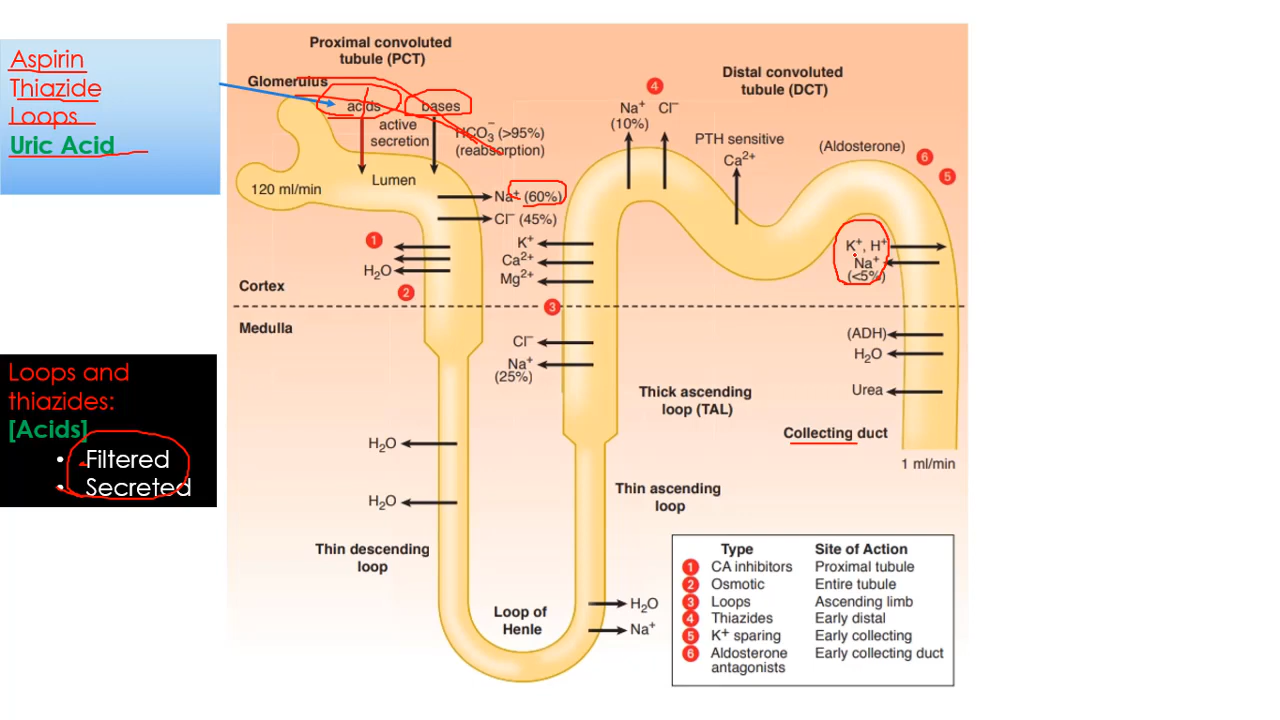 Aspirin
Thiazide
Loops
Uric Acid
Loops and
thiazides:
[Acids]
• Filtered
• Secreted
Proximal convoluted
tubule (PCT)
Glomerulus
acids
bases
active
secretion
HCO₃⁻ (>95%)
(reabsorption)
Lumen
120 ml/min
Na⁺ (60%)
Cl⁻ (45%)
1
H₂O
2
Cortex
Medulla
K⁺
Ca²⁺
Mg²⁺
3
Cl⁻
Na⁺
(25%)
H₂O
H₂O
Thin descending
loop
Loop of
Henle
H₂O
Na⁺
Thin ascending
loop
Thick ascending
loop (TAL)
4
Na⁺ Cl⁻
(10%)
Distal convoluted
tubule (DCT)
PTH sensitive
Ca²⁺
(Aldosterone)
6
5
K⁺, H⁺
Na⁺
(<5%)
(ADH)
H₂O
Urea
Collecting duct
1 ml/min
Type Site of Action
1 CA inhibitors Proximal tubule
2 Osmotic Entire tubule
3 Loops Ascending limb
4 Thiazides Early distal
5 K⁺ sparing Early collecting
6 Aldosterone Early collecting duct
antagonists